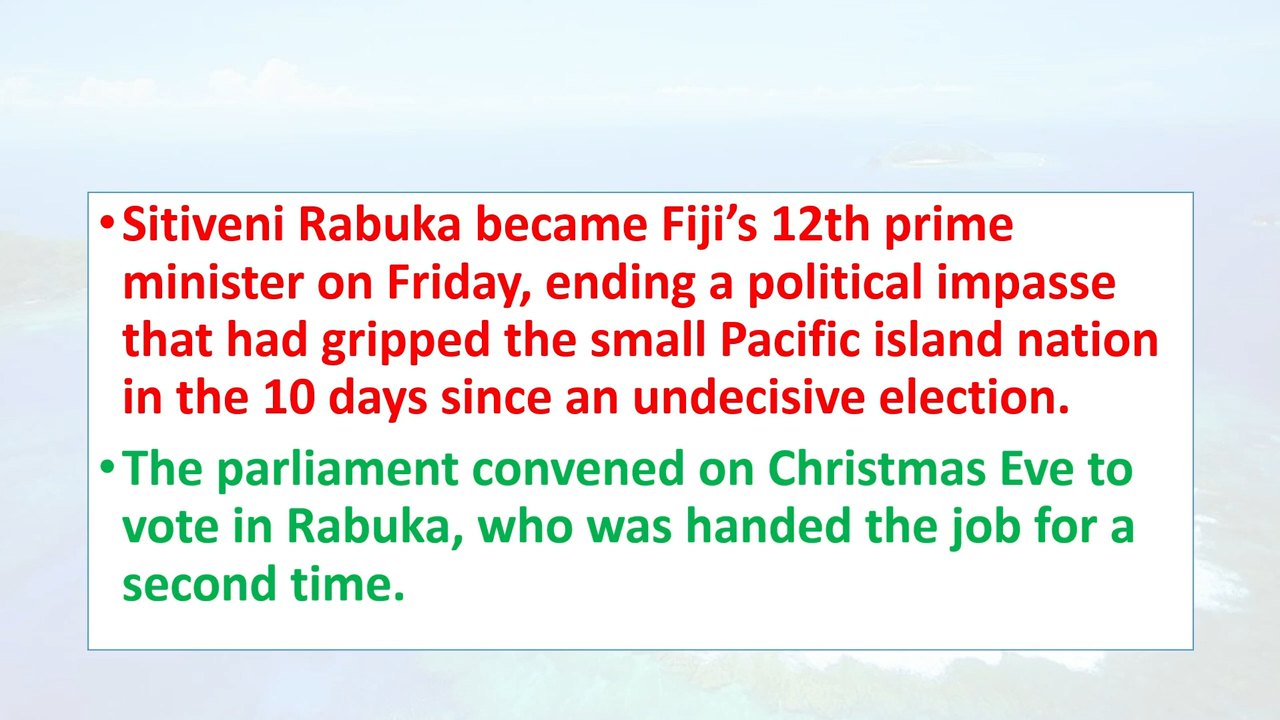 •Sitiveni Rabuka became Fiji’s 12th prime
minister on Friday, ending a political impasse
that had gripped the small Pacific island nation
in the 10 days since an undecisive election.
•The parliament convened on Christmas Eve to
vote in Rabuka, who was handed the job for a
second time.